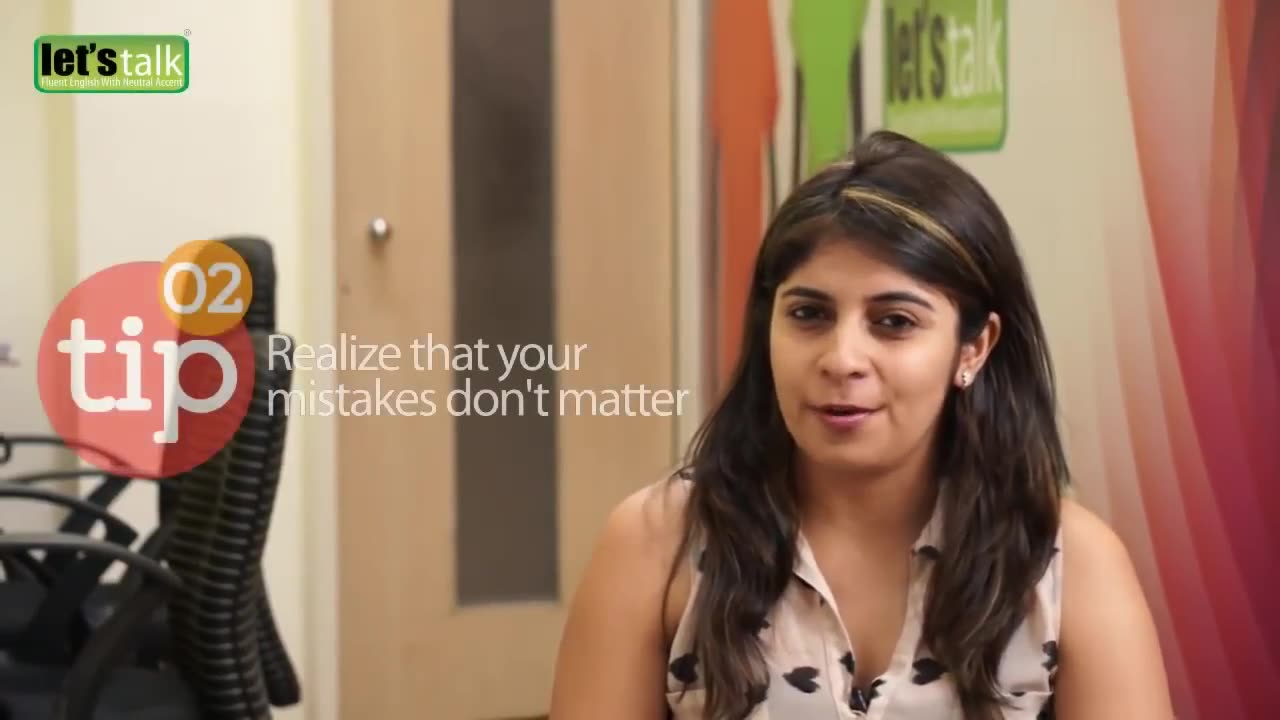 let's talk®
Fluent English With Neutral Accent
let's talk
02
tip
Realize that your
mistakes don't matter